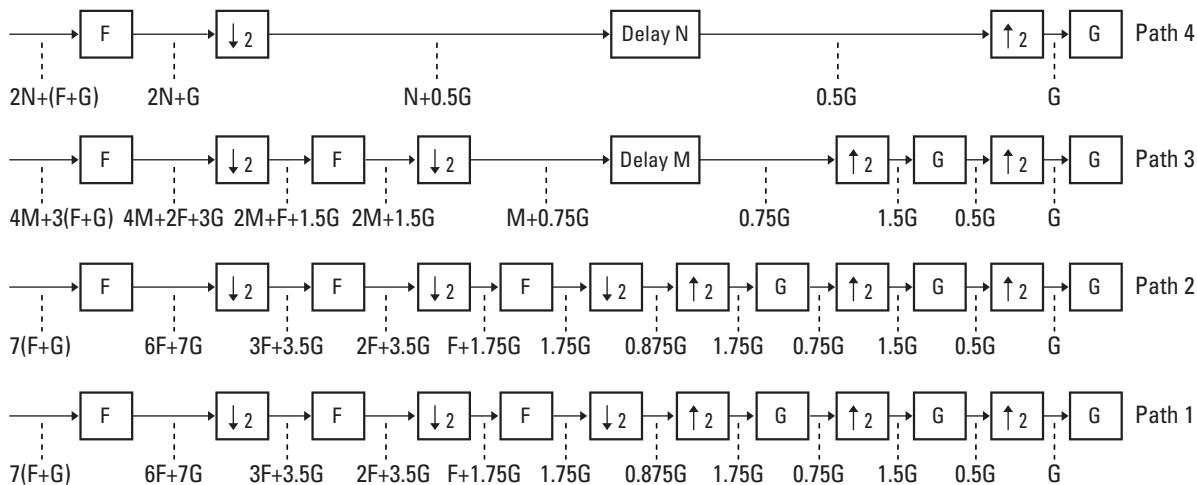 F ↓ 2 Delay N ↑ 2 G Path 4
2N+(F+G) 2N+G N+0.5G 0.5G G
F ↓ 2 F ↓ 2 Delay M ↑ 2 G ↑ 2 G Path 3
4M+3(F+G) 4M+2F+3G 2M+F+1.5G 2M+1.5G M+0.75G 0.75G 1.5G 0.5G G
F ↓ 2 F ↓ 2 F ↓ 2 ↑ 2 G ↑ 2 G ↑ 2 G Path 2
7(F+G) 6F+7G 3F+3.5G 2F+3.5G F+1.75G 1.75G 0.875G 1.75G 0.75G 1.5G 0.5G G
F ↓ 2 F ↓ 2 F ↓ 2 ↑ 2 G ↑ 2 G ↑ 2 G Path 1
7(F+G) 6F+7G 3F+3.5G 2F+3.5G F+1.75G 1.75G 0.875G 1.75G 0.75G 1.5G 0.5G G